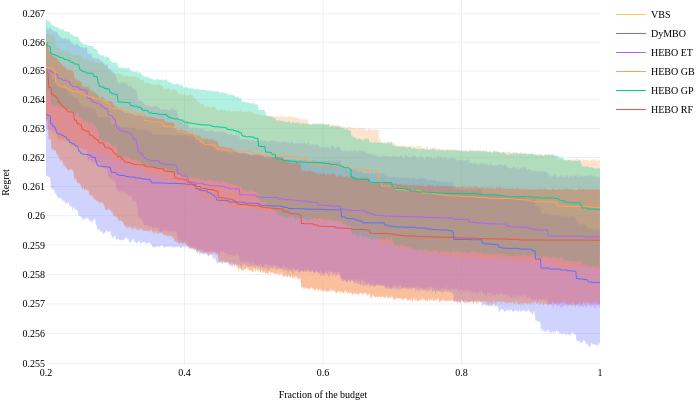 0.267
0.266
0.265
0.264
0.263
0.262
0.261
0.26
0.259
0.258
0.257
0.256
0.255
Regret
0.2
0.4
0.6
0.8
1
Fraction of the budget
VBS
DyMBO
HEBO ET
HEBO GB
HEBO GP
HEBO RF